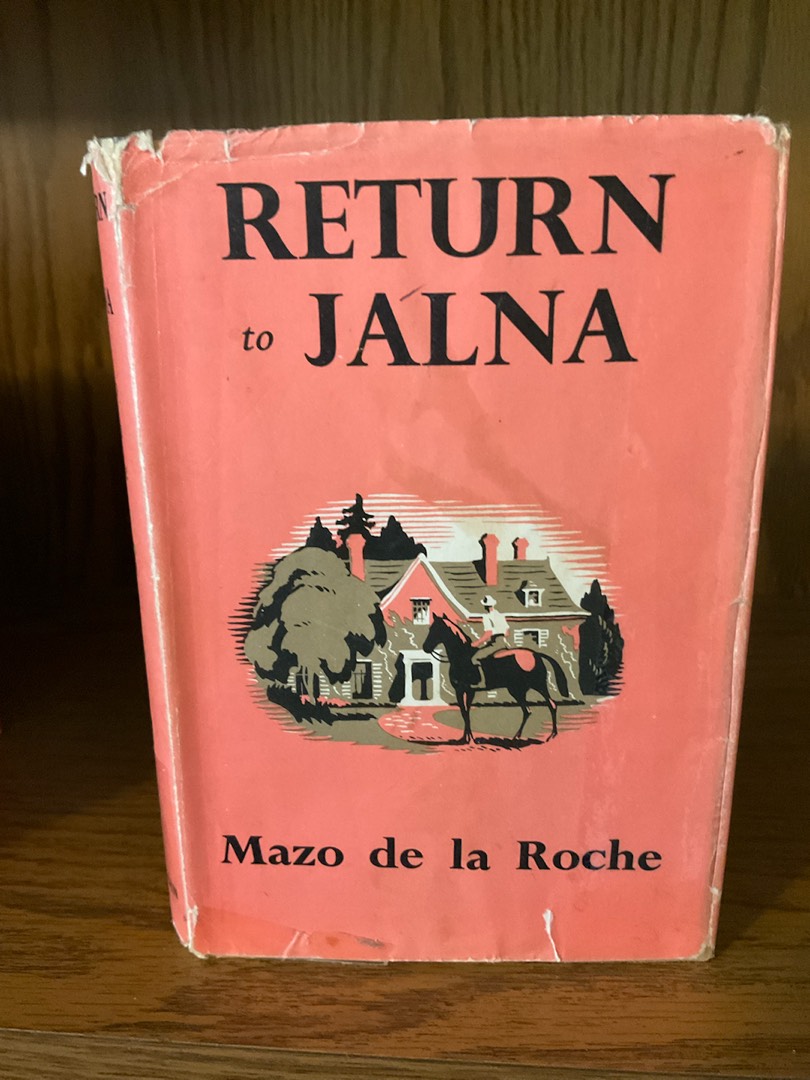 RETURN
to JALNA
Mazo de la Roche